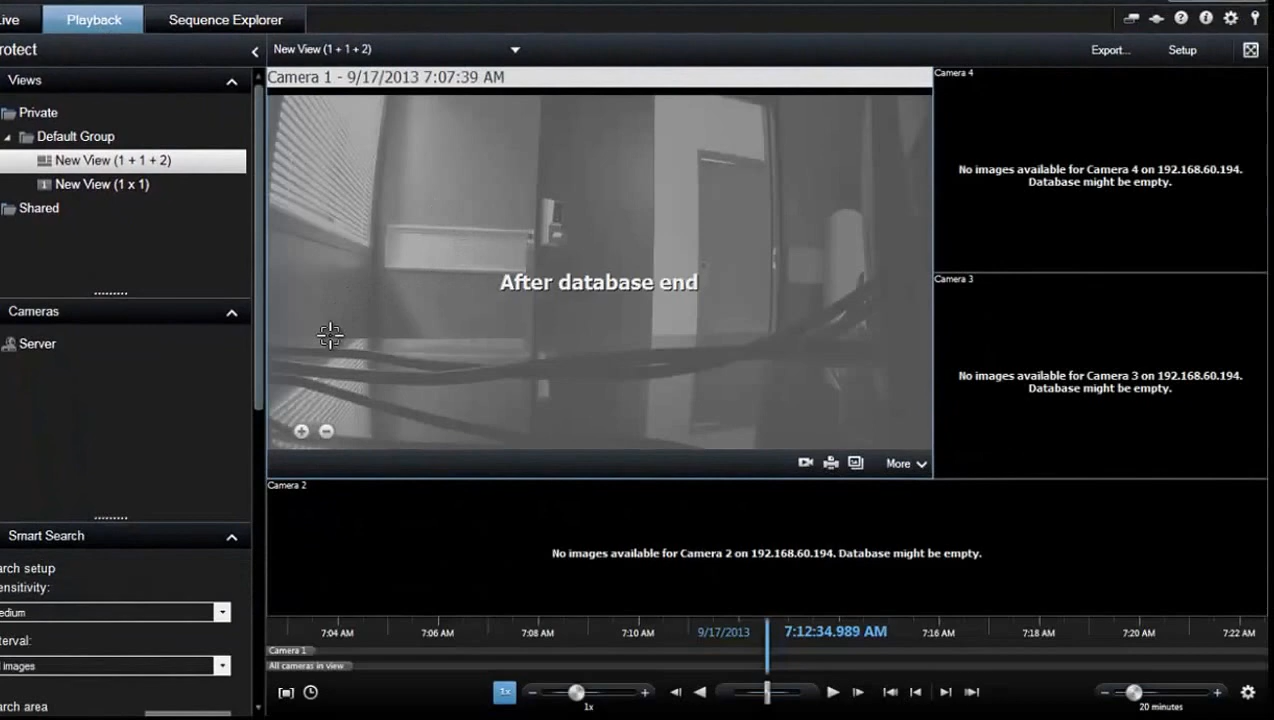 ive
Playback
Sequence Explorer
rotect
New View (1 + 1 + 2)
Export...
Setup
Views
Private
Default Group
New View (1 + 1 + 2)
New View (1 x 1)
Shared
Cameras
Server
Smart Search
arch setup
ensitivity:
edium
terval:
images
arch area
Camera 1 - 9/17/2013 7:07:39 AM
After database end
More
Camera 4
No images available for Camera 4 on 192.168.60.194.
Database might be empty.
Camera 3
No images available for Camera 3 on 192.168.60.194.
Database might be empty.
Camera 2
No images available for Camera 2 on 192.168.60.194. Database might be empty.
7:04 AM
7:06 AM
7:08 AM
7:10 AM
9/17/2013
7:12:34.989 AM
7:16 AM
7:18 AM
7:20 AM
7:22 AM
Camera 1
All cameras in view
1x
1x
20 minutes